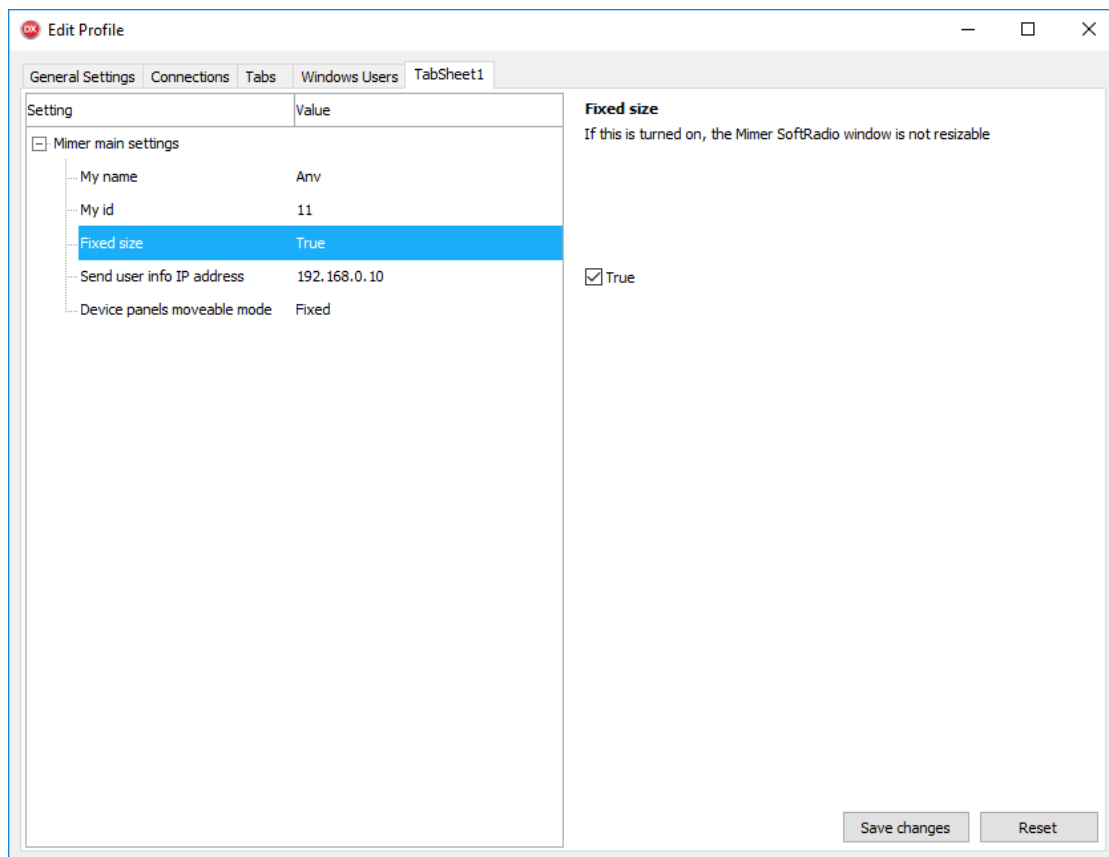 DX Edit Profile
General Settings Connections Tabs Windows Users TabSheet1
Setting Value
Mimer main settings
My name Anv
My id 11
Fixed size True
Send user info IP address 192.168.0.10
Device panels moveable mode Fixed
Fixed size
If this is turned on, the Mimer SoftRadio window is not resizable
True
Save changes Reset